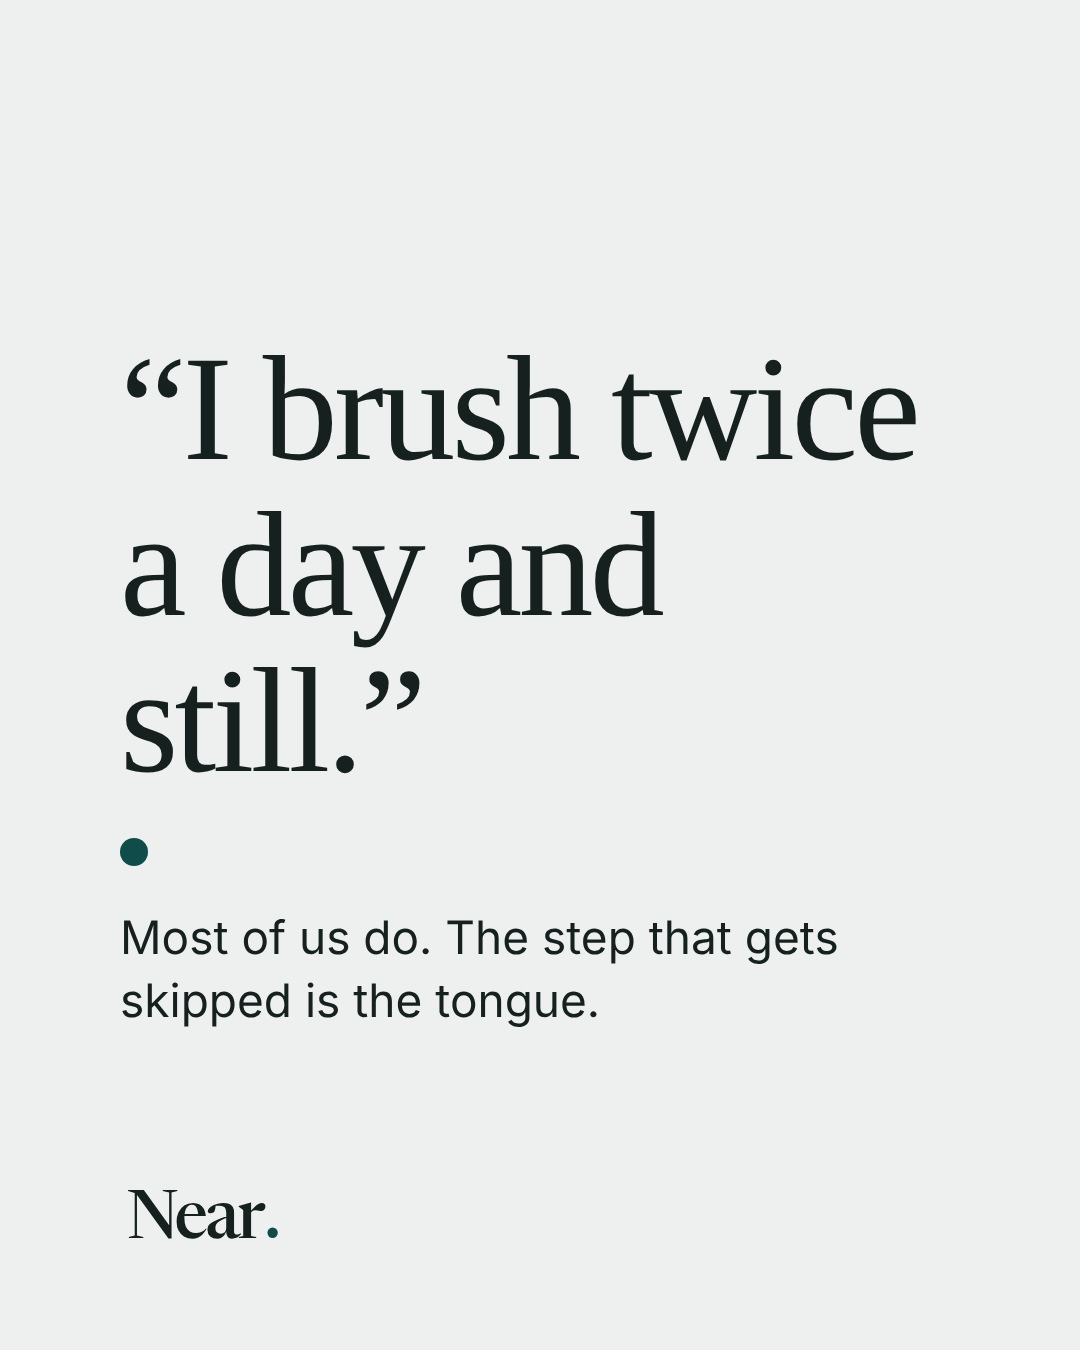 “I brush twice
a day and
still.”
Most of us do. The step that gets
skipped is the tongue.
Near.